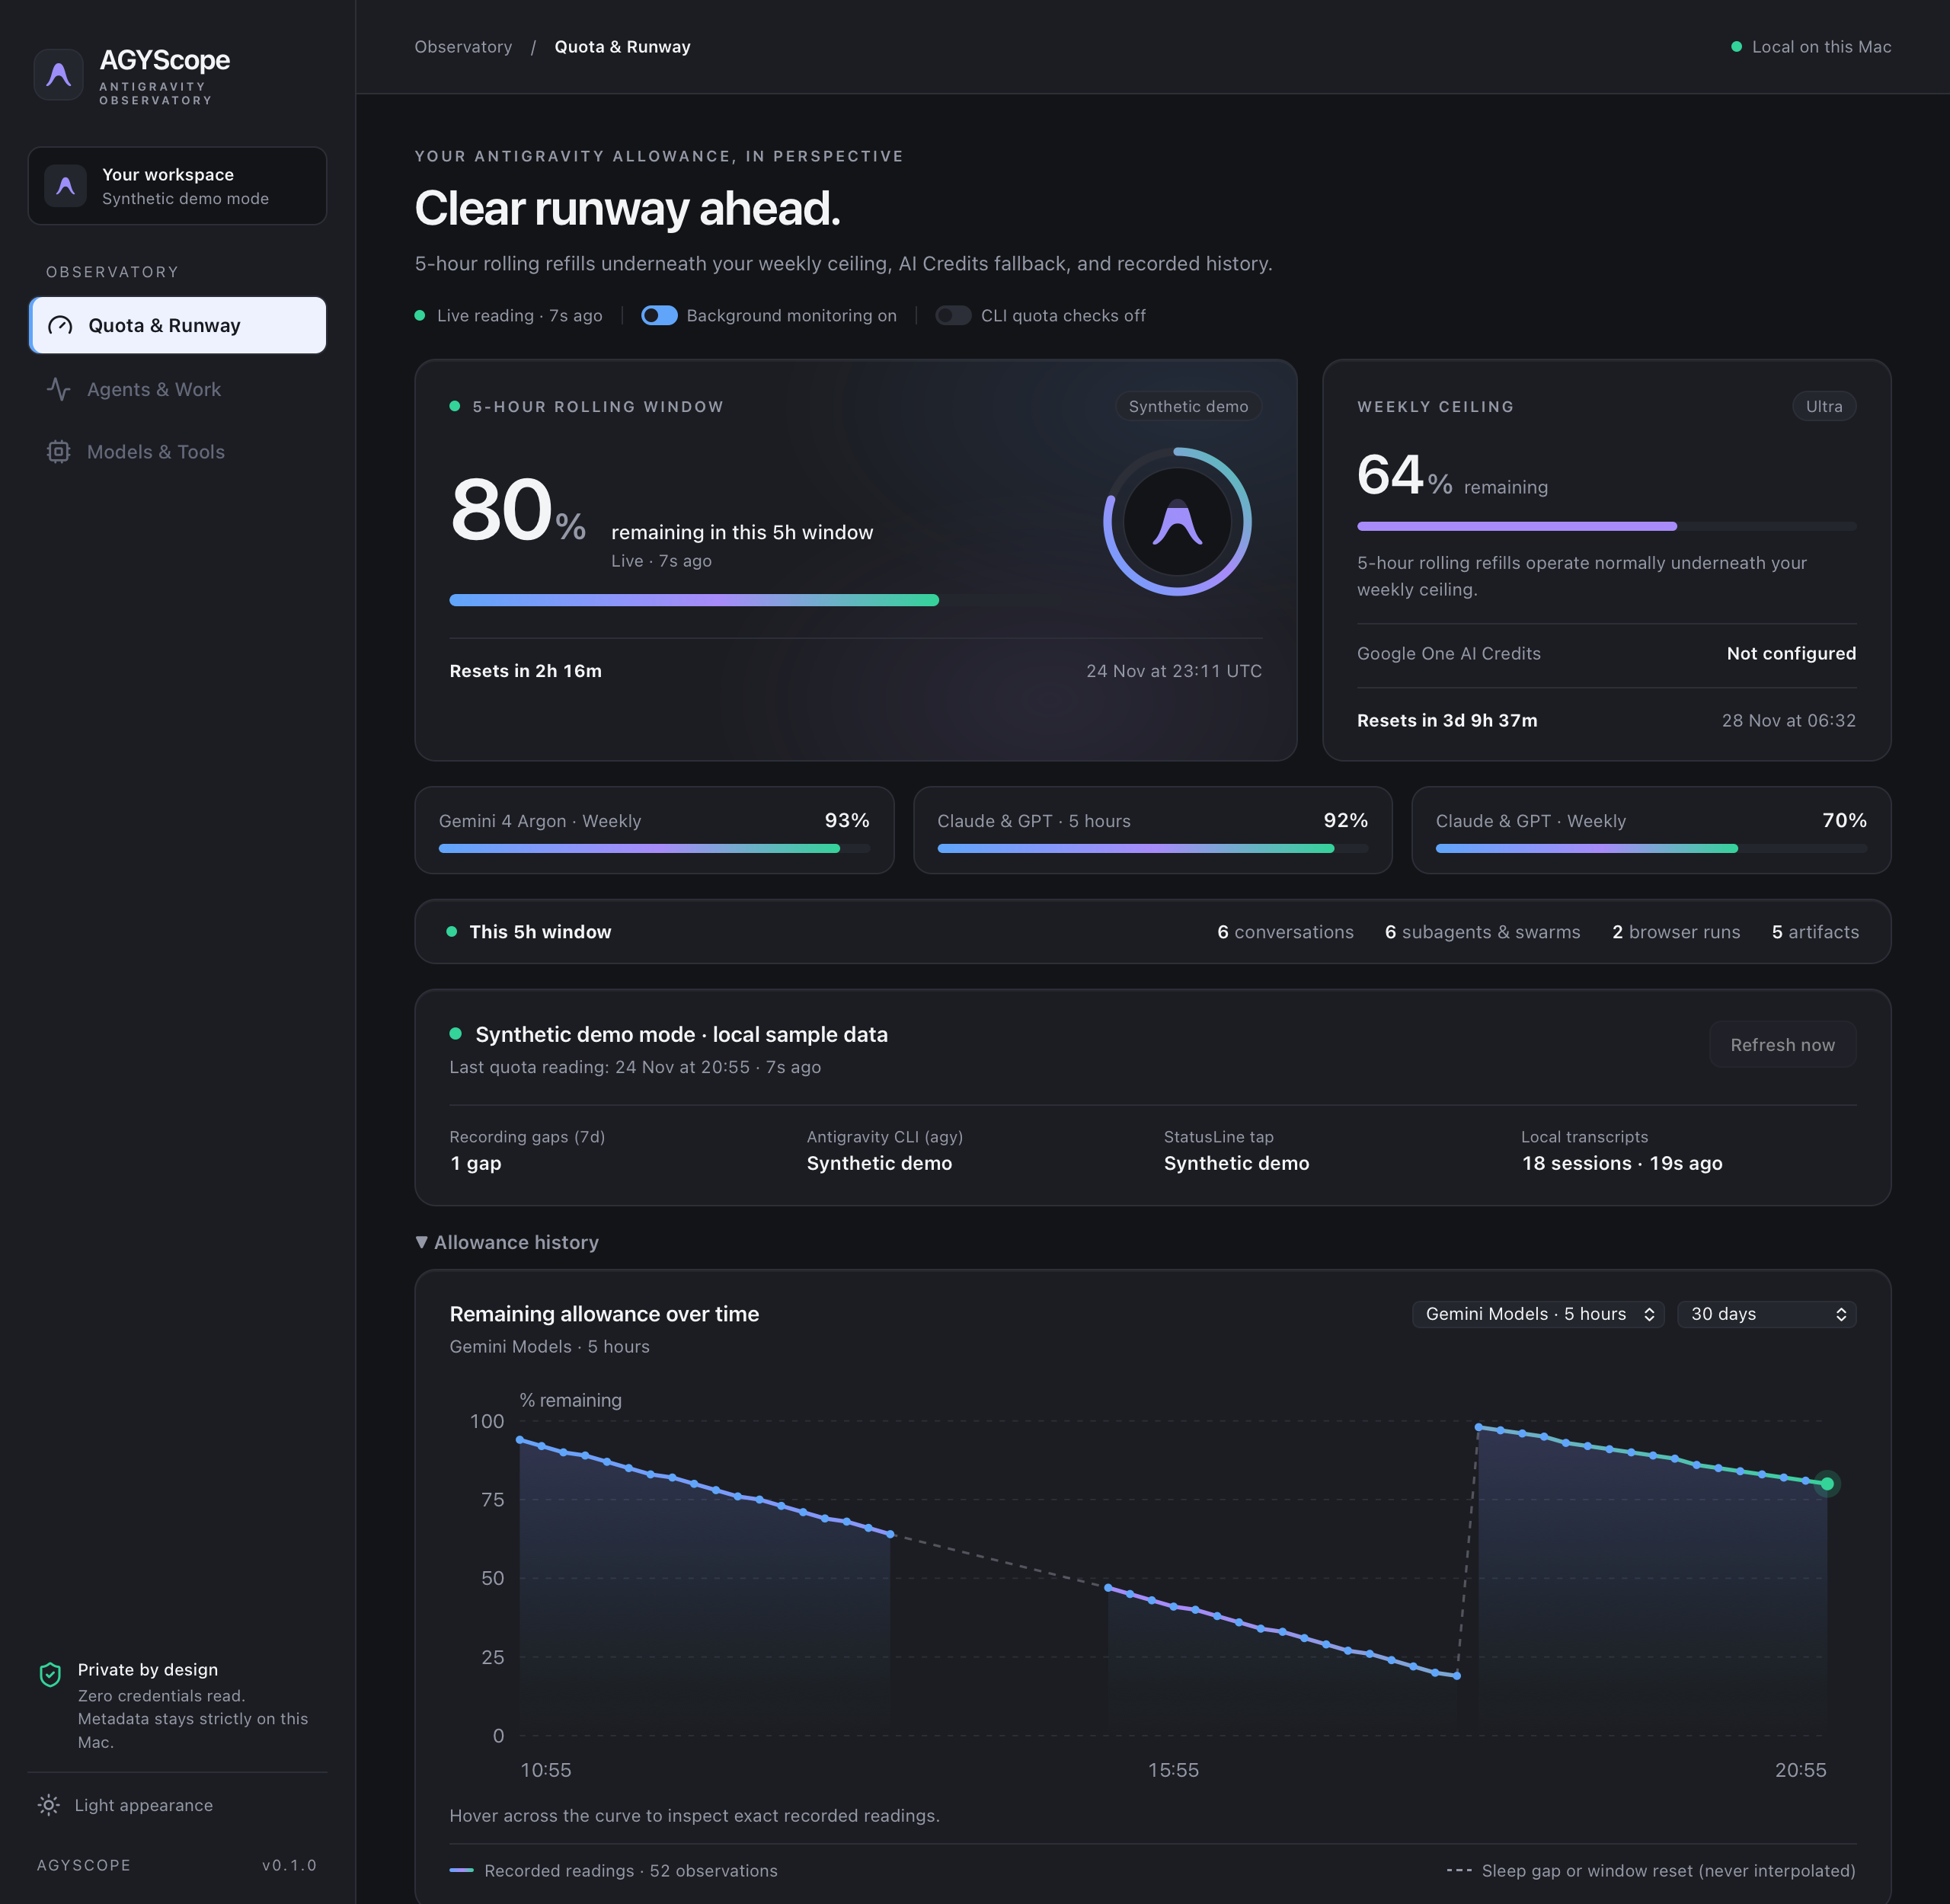 AGYScope
ANTIGRAVITY
OBSERVATORY
Your workspace
Synthetic demo mode
OBSERVATORY
Quota & Runway
Agents & Work
Models & Tools
Private by design
Zero credentials read.
Metadata stays strictly on this
Mac.
Light appearance
AGYSCOPE v0.1.0
Observatory / Quota & Runway
Local on this Mac
YOUR ANTIGRAVITY ALLOWANCE, IN PERSPECTIVE
Clear runway ahead.
5-hour rolling refills underneath your weekly ceiling, AI Credits fallback, and recorded history.
Live reading · 7s ago
Background monitoring on
CLI quota checks off
5-HOUR ROLLING WINDOW
Synthetic demo
80%
remaining in this 5h window
Live · 7s ago
Resets in 2h 16m
24 Nov at 23:11 UTC
WEEKLY CEILING
Ultra
64% remaining
5-hour rolling refills operate normally underneath your
weekly ceiling.
Google One AI Credits
Not configured
Resets in 3d 9h 37m
28 Nov at 06:32
Gemini 4 Argon · Weekly 93%
Claude & GPT · 5 hours 92%
Claude & GPT · Weekly 70%
This 5h window
6 conversations
6 subagents & swarms
2 browser runs
5 artifacts
Synthetic demo mode · local sample data
Last quota reading: 24 Nov at 20:55 · 7s ago
Refresh now
Recording gaps (7d)
1 gap
Antigravity CLI (agy)
Synthetic demo
StatusLine tap
Synthetic demo
Local transcripts
18 sessions · 19s ago
▼ Allowance history
Remaining allowance over time
Gemini Models · 5 hours
Gemini Models · 5 hours
30 days
% remaining
100
75
50
25
0
10:55
15:55
20:55
Hover across the curve to inspect exact recorded readings.
Recorded readings · 52 observations
Sleep gap or window reset (never interpolated)